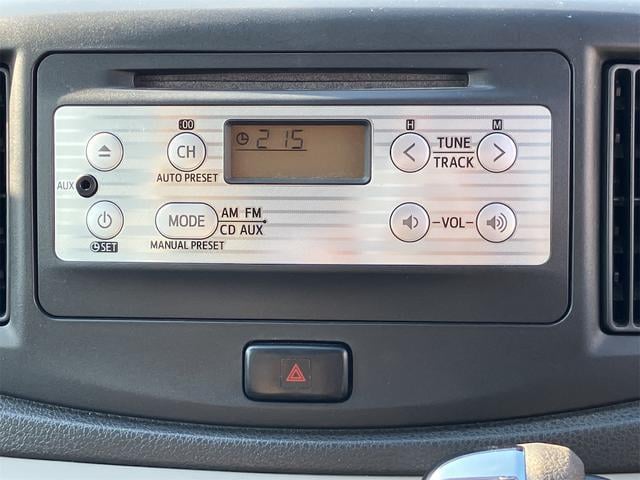 :00
H
M
CH
2:15
TUNE
TRACK
AUTO PRESET
AUX
MODE
AM FM
CD AUX
VOL
SET
MANUAL PRESET